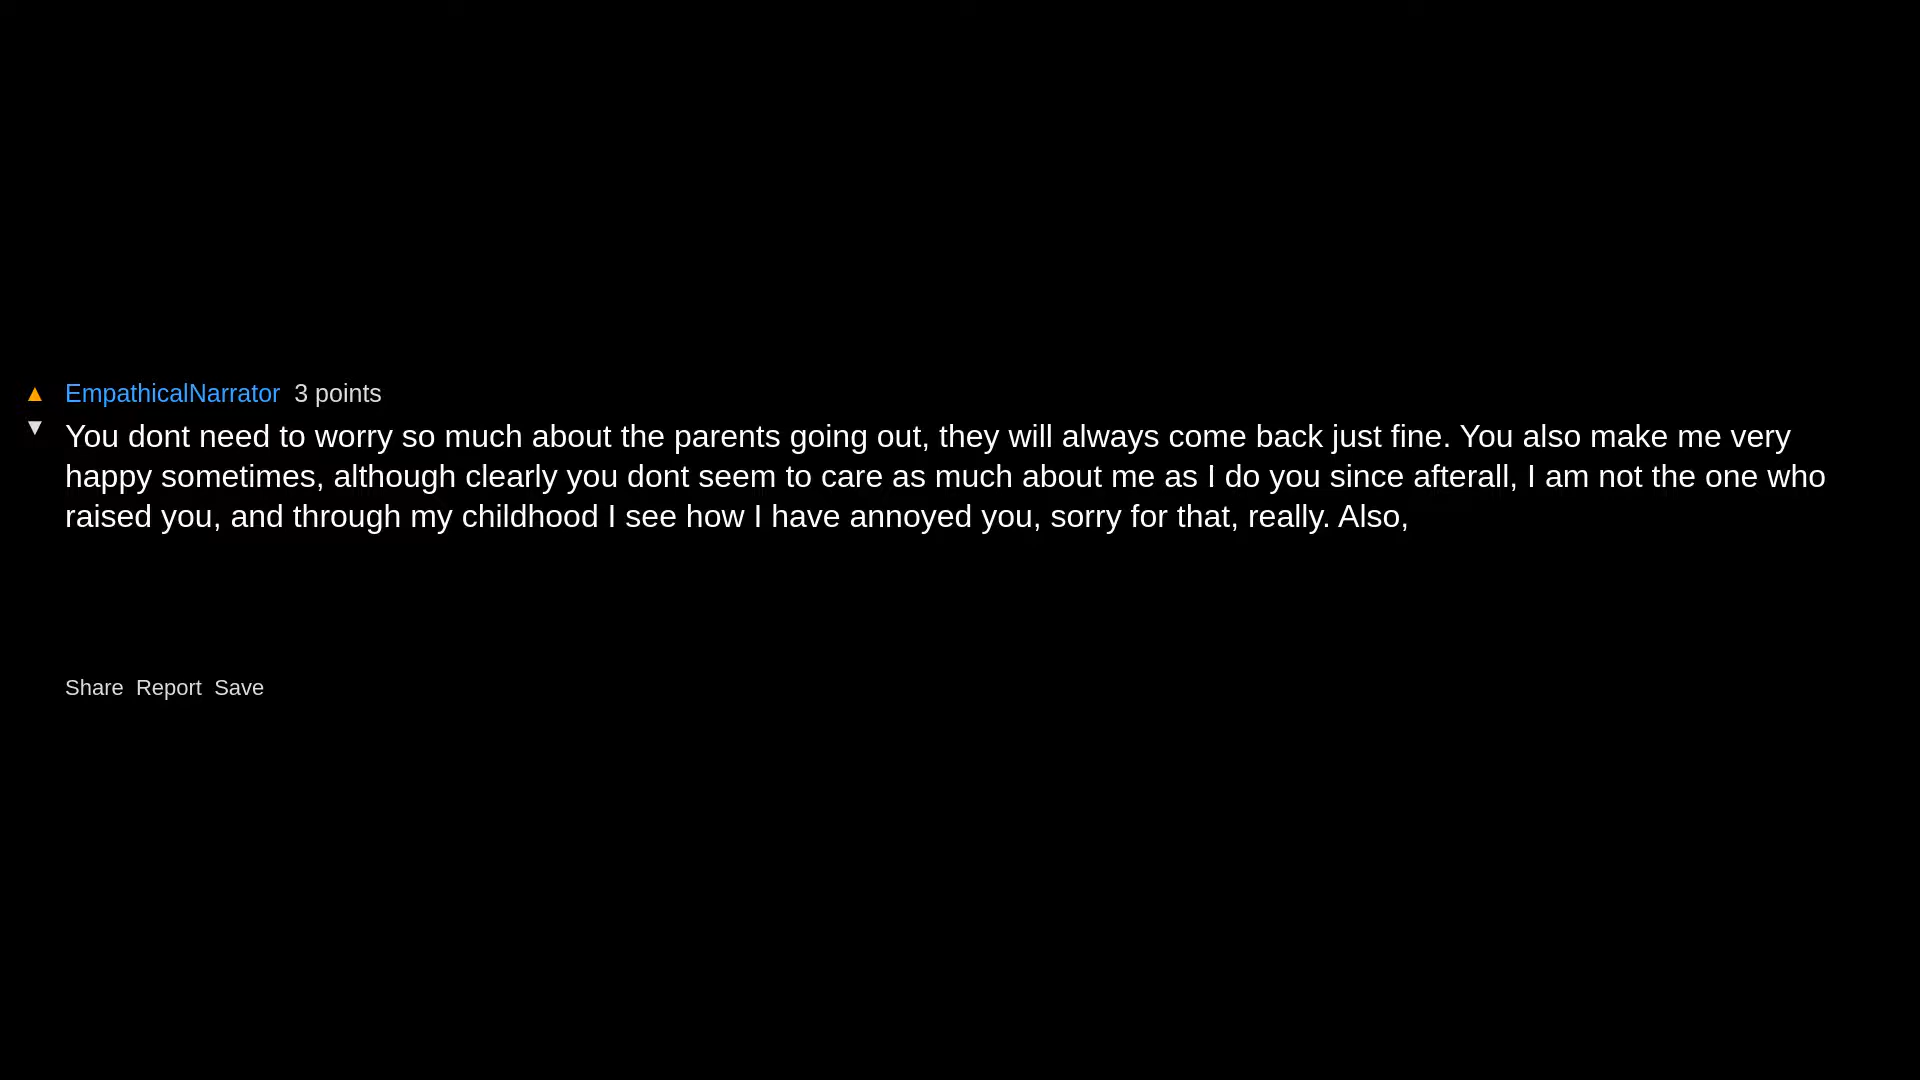 ▲ EmpathicalNarrator 3 points
▼ You dont need to worry so much about the parents going out, they will always come back just fine. You also make me very
happy sometimes, although clearly you dont seem to care as much about me as I do you since afterall, I am not the one who
raised you, and through my childhood I see how I have annoyed you, sorry for that, really. Also,
Share Report Save